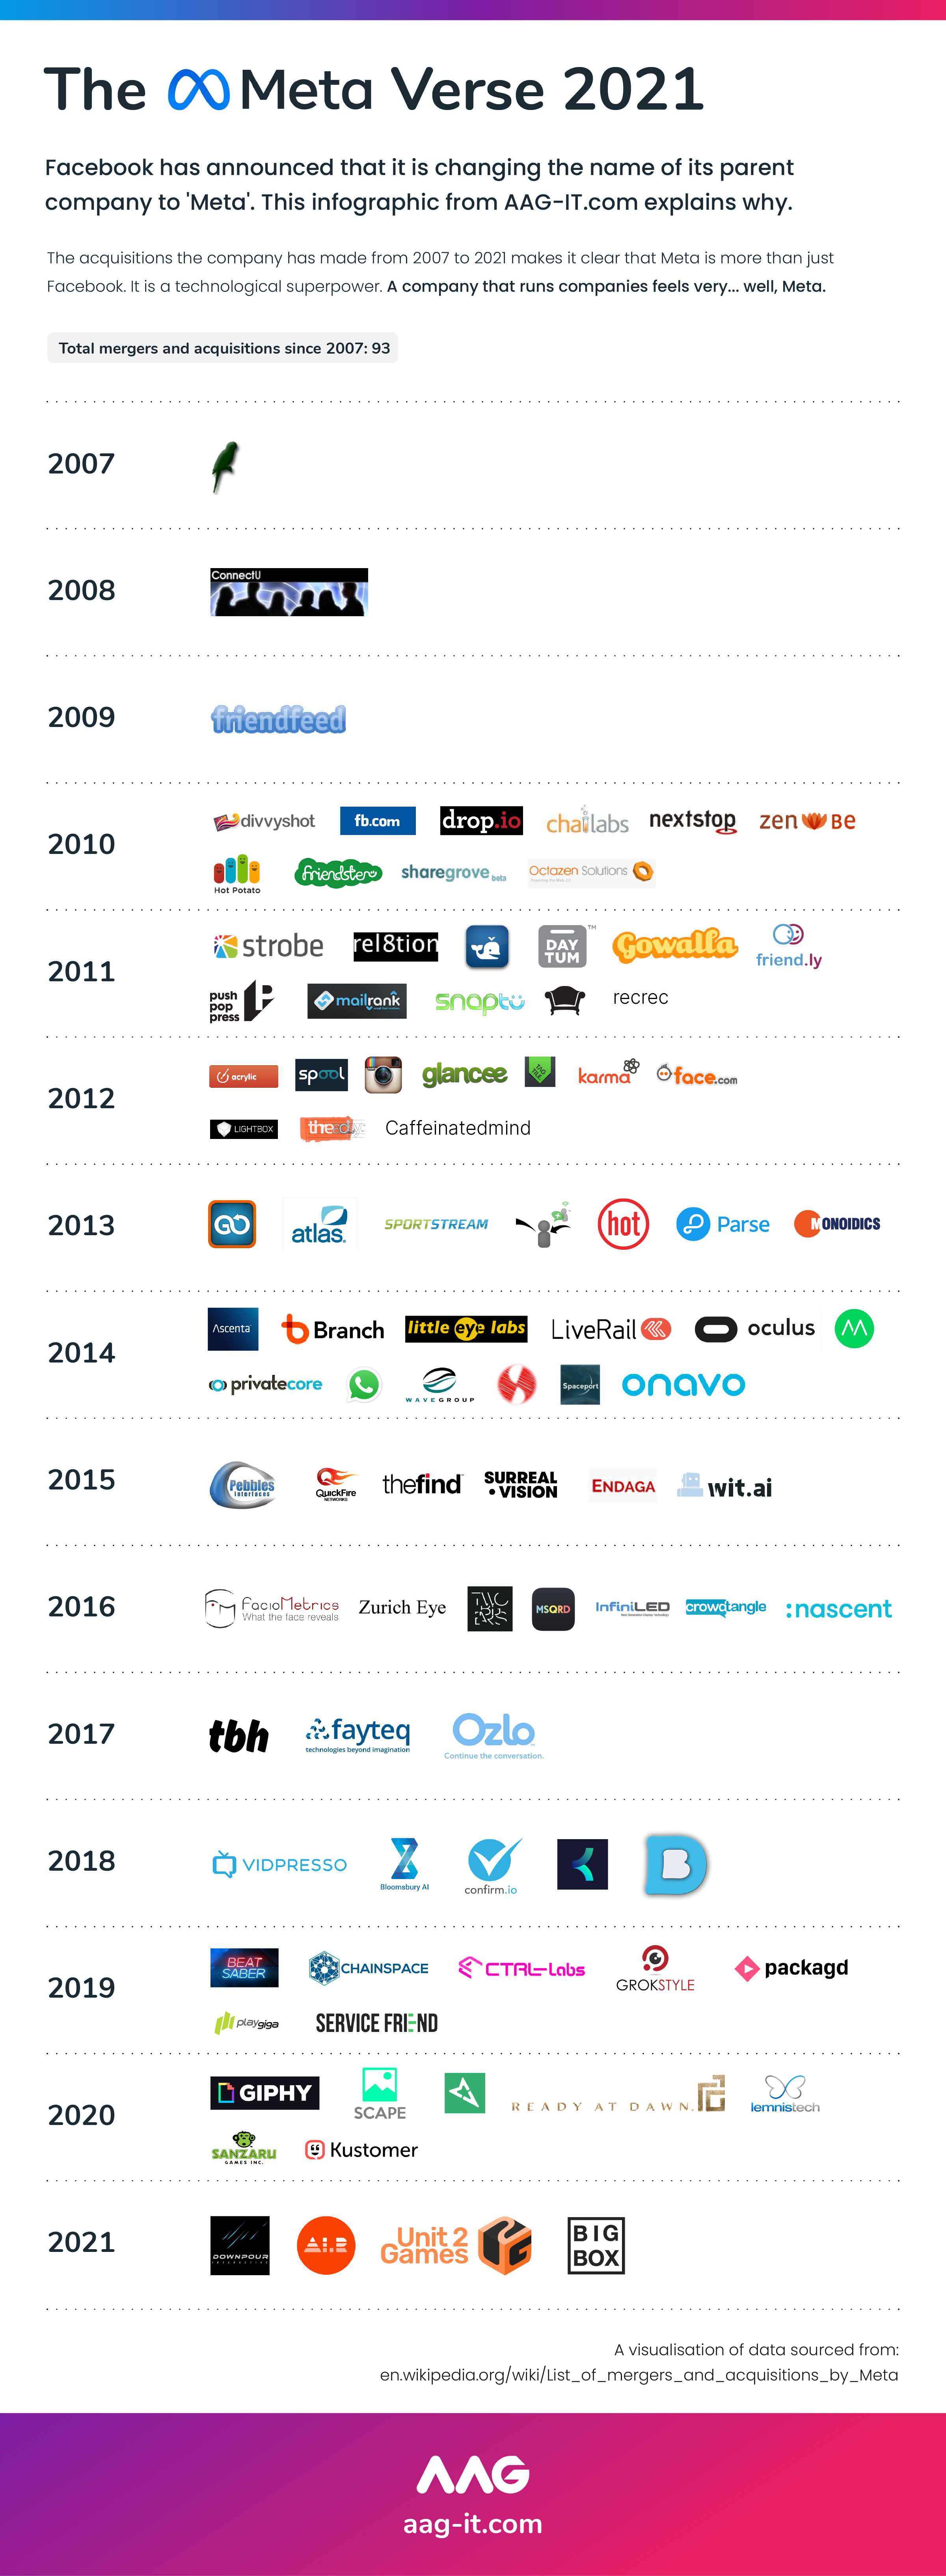 The Meta Verse 2021
Facebook has announced that it is changing the name of its parent
company to 'Meta'. This infographic from AAG-IT.com explains why.
The acquisitions the company has made from 2007 to 2021 makes it clear that Meta is more than just
Facebook. It is a technological superpower. A company that runs companies feels very... well, Meta.
Total mergers and acquisitions since 2007: 93
2007
2008
ConnectU
2009
friendfeed
2010
divvyshot fb.com drop.io chailabs nextstop zen Be
Hot Potato friendster sharegrove beta Octazen Solutions
2011
strobe rel8tion DAYTUM™ Gowalla friend.ly
push pop press mailrank snaptu recrec
2012
acrylic spool glancee TAG TILE karma face.com
LIGHTBOX the
Caffeinatedmind
2013
GO atlas. SPORTSTREAM hot Parse MONOIDICS
2014
Ascenta Branch little eye labs LiveRail oculus
privatecore WAVEGROUP Spaceport onavo
2015
Pebbles Interfaces QuickFire NETWORKS thefind SURREAL VISION ENDAGA wit.ai
2016
FacioMetrics What the face reveals Zurich Eye TWO BIG EARS MSQRD InfiniLED crowdtangle :nascent
2017
tbh fayteq technologies beyond imagination Ozlo Continue the conversation.
2018
VIDPRESSO Bloomsbury AI confirm.io B
2019
BEAT SABER CHAINSPACE CTRL-Labs GROKSTYLE packagd
playgiga SERVICE FRIEND
2020
GIPHY SCAPE READY AT DAWN. lemnistech
SANZARU GAMES INC. Kustomer
2021
DOWNPOUR INTERACTIVE Unit 2 Games BIG BOX
A visualisation of data sourced from:
en.wikipedia.org/wiki/List_of_mergers_and_acquisitions_by_Meta
AAG
aag-it.com